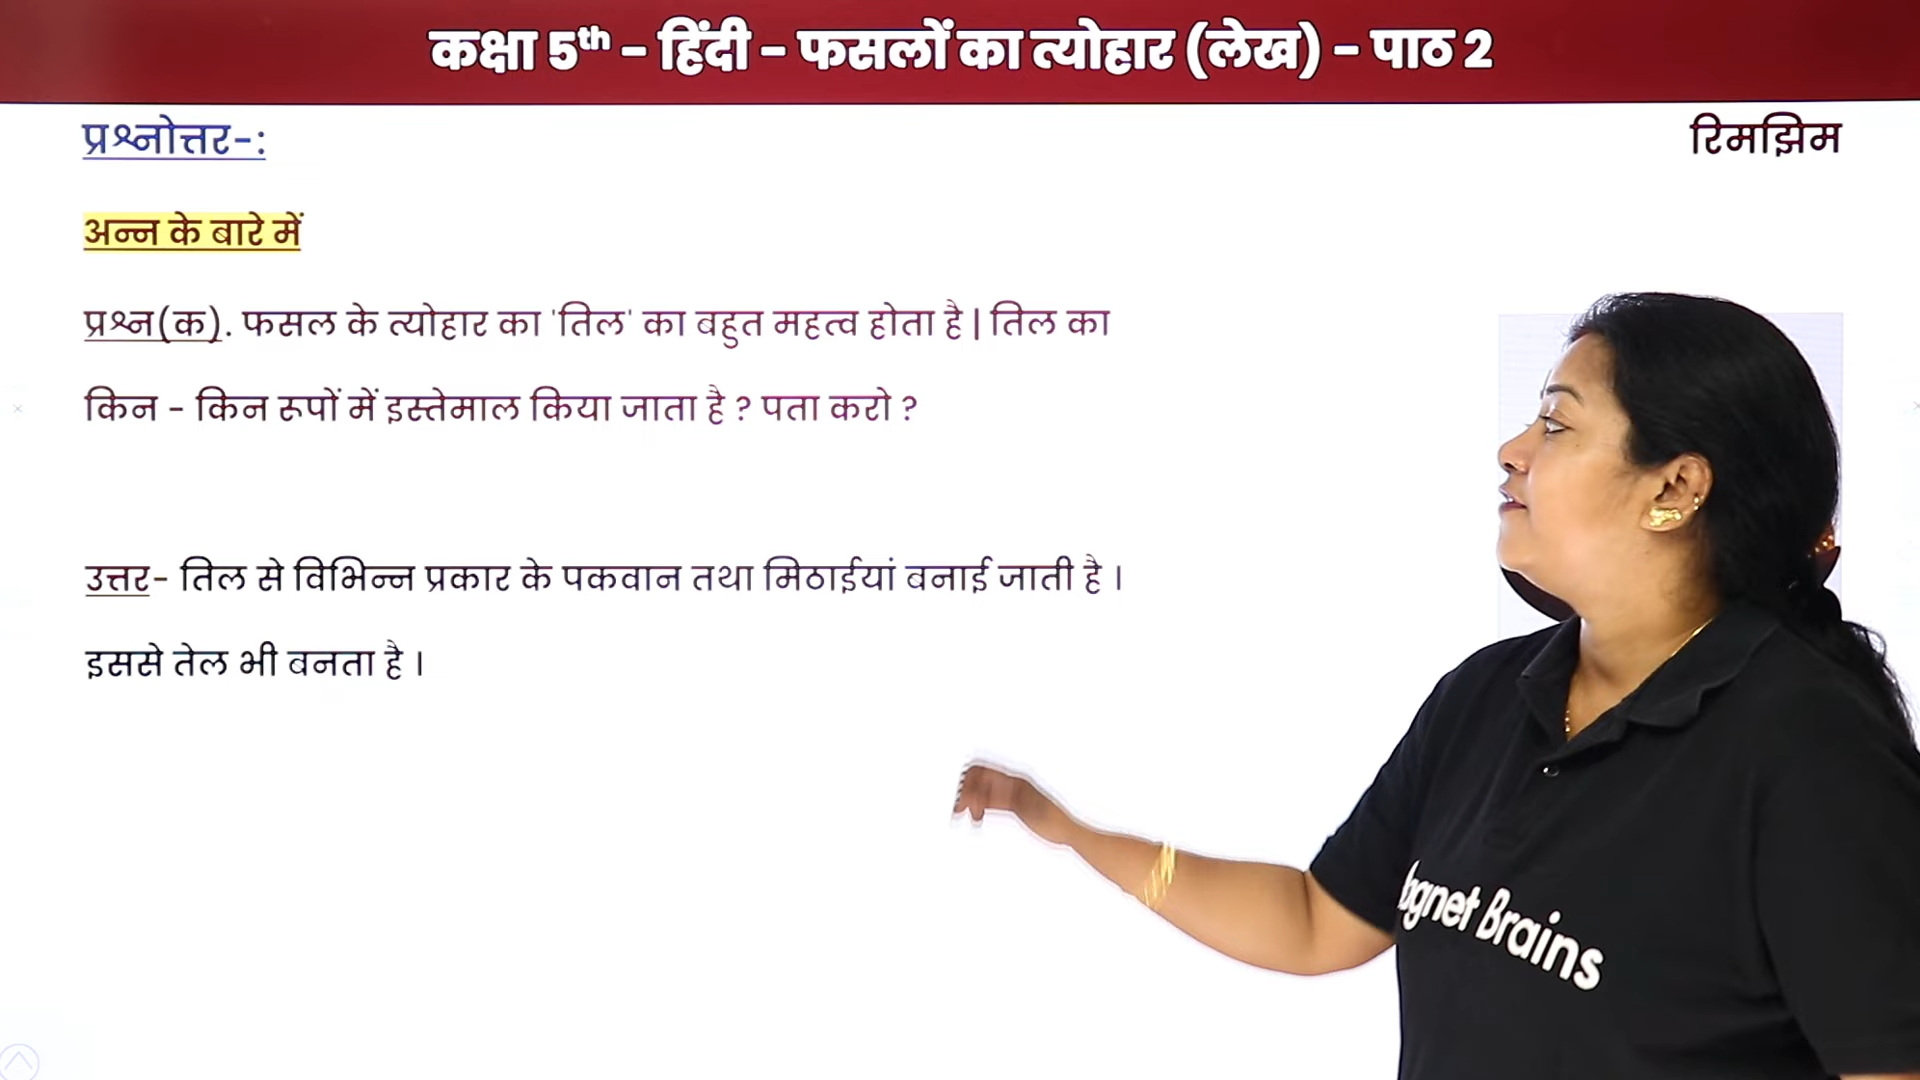 कक्षा 5th - हिंदी - फसलों का त्योहार (लेख) - पाठ 2
प्रश्नोत्तर-:
रिमझिम
अन्न के बारे में
प्रश्न(क). फसल के त्योहार का 'तिल' का बहुत महत्व होता है | तिल का
किन - किन रूपों में इस्तेमाल किया जाता है ? पता करो ?
उत्तर- तिल से विभिन्न प्रकार के पकवान तथा मिठाईयां बनाई जाती है ।
इससे तेल भी बनता है ।
agnet Brains